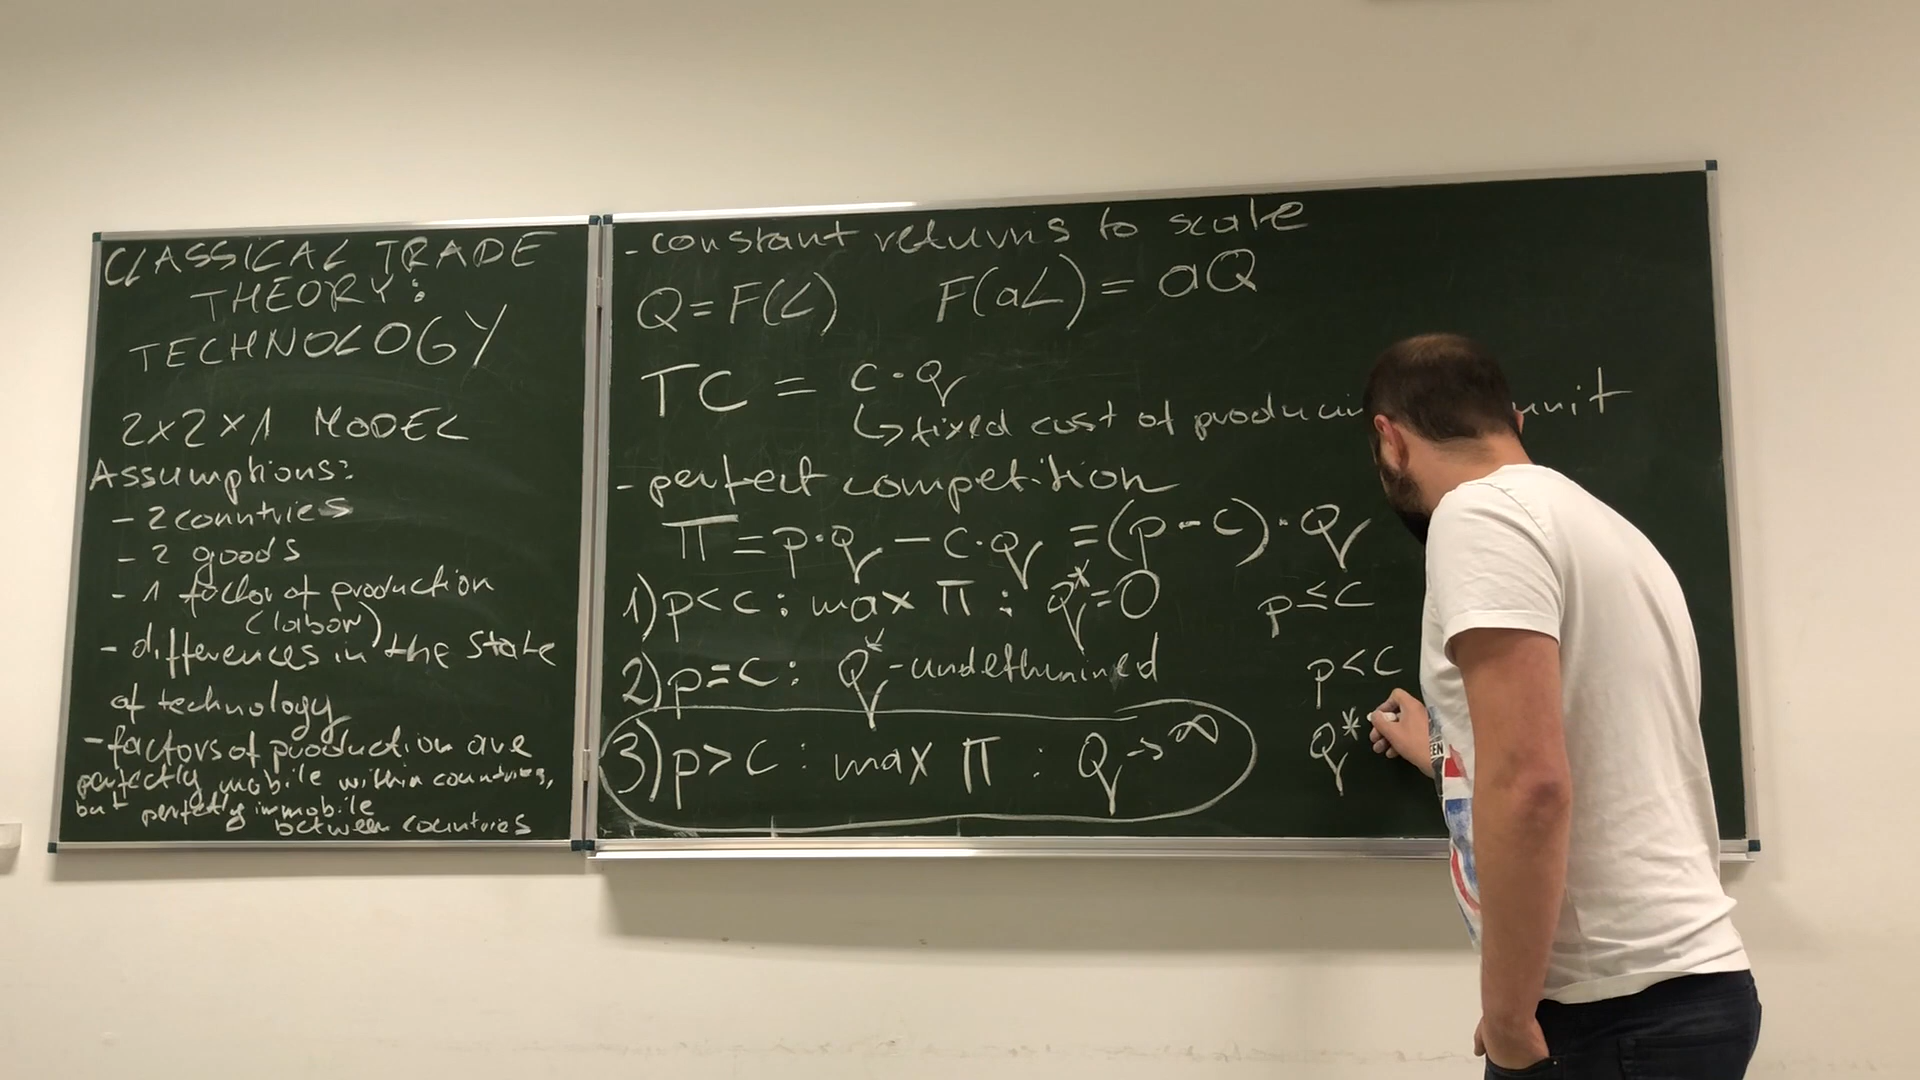 CLASSICAL TRADE
THEORY:
TECHNOLOGY
2x2x1 MODEL
Assumptions:
- 2 countries
- 2 goods
- 1 factor of production
(labor)
- differences in the state
of technology
- factors of production are
perfectly mobile within countries,
but perfectly immobile
between countries
- constant returns to scale
Q=F(L) F(aL) = aQ
TC = c·Q
↳ fixed cost of produci unit
- perfect competition
Π = p·Q - c·Q = (p-c)·Q
1) p<c : max Π : Q*=0
2) p=c : Q* - undethmined
3) p>c : max Π : Q→∞
p≤c
p<c
Q*
EEN